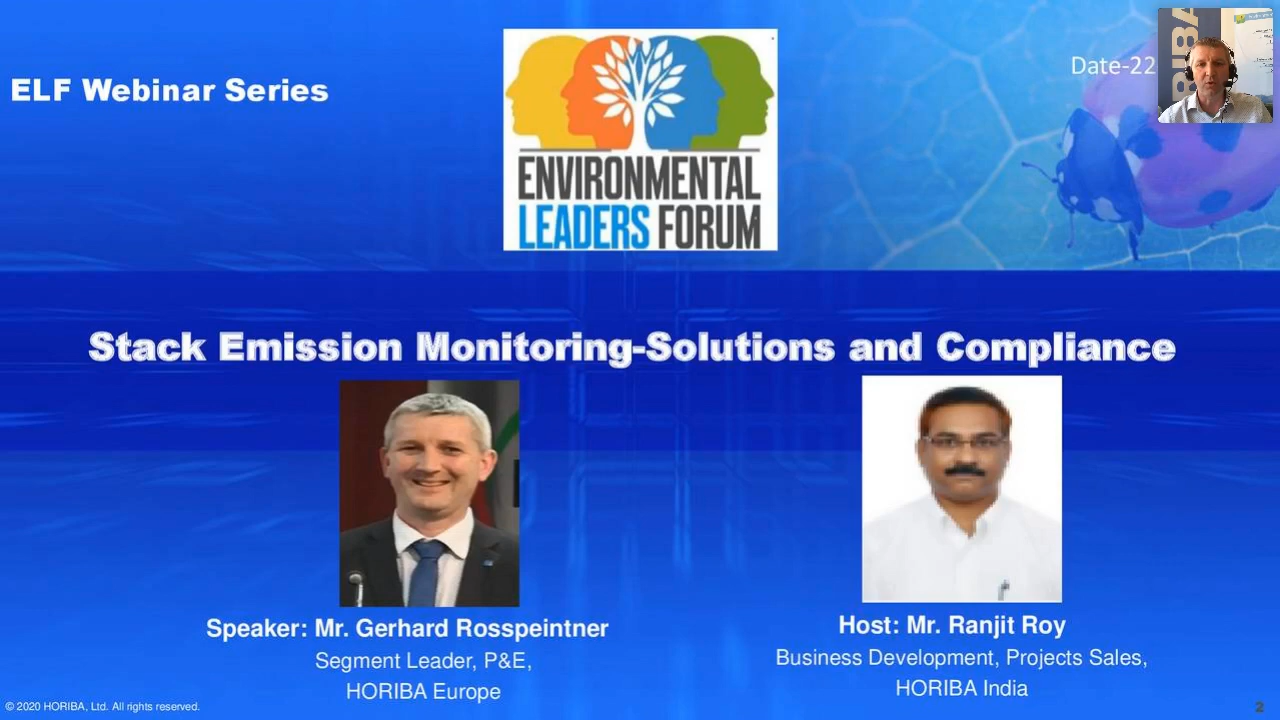 ELF Webinar Series
Date-22
ENVIRONMENTAL
LEADERS FORUM
Stack Emission Monitoring-Solutions and Compliance
Speaker: Mr. Gerhard Rosspeintner
Segment Leader, P&E,
HORIBA Europe
Host: Mr. Ranjit Roy
Business Development, Projects Sales,
HORIBA India
© 2020 HORIBA, Ltd. All rights reserved.
2